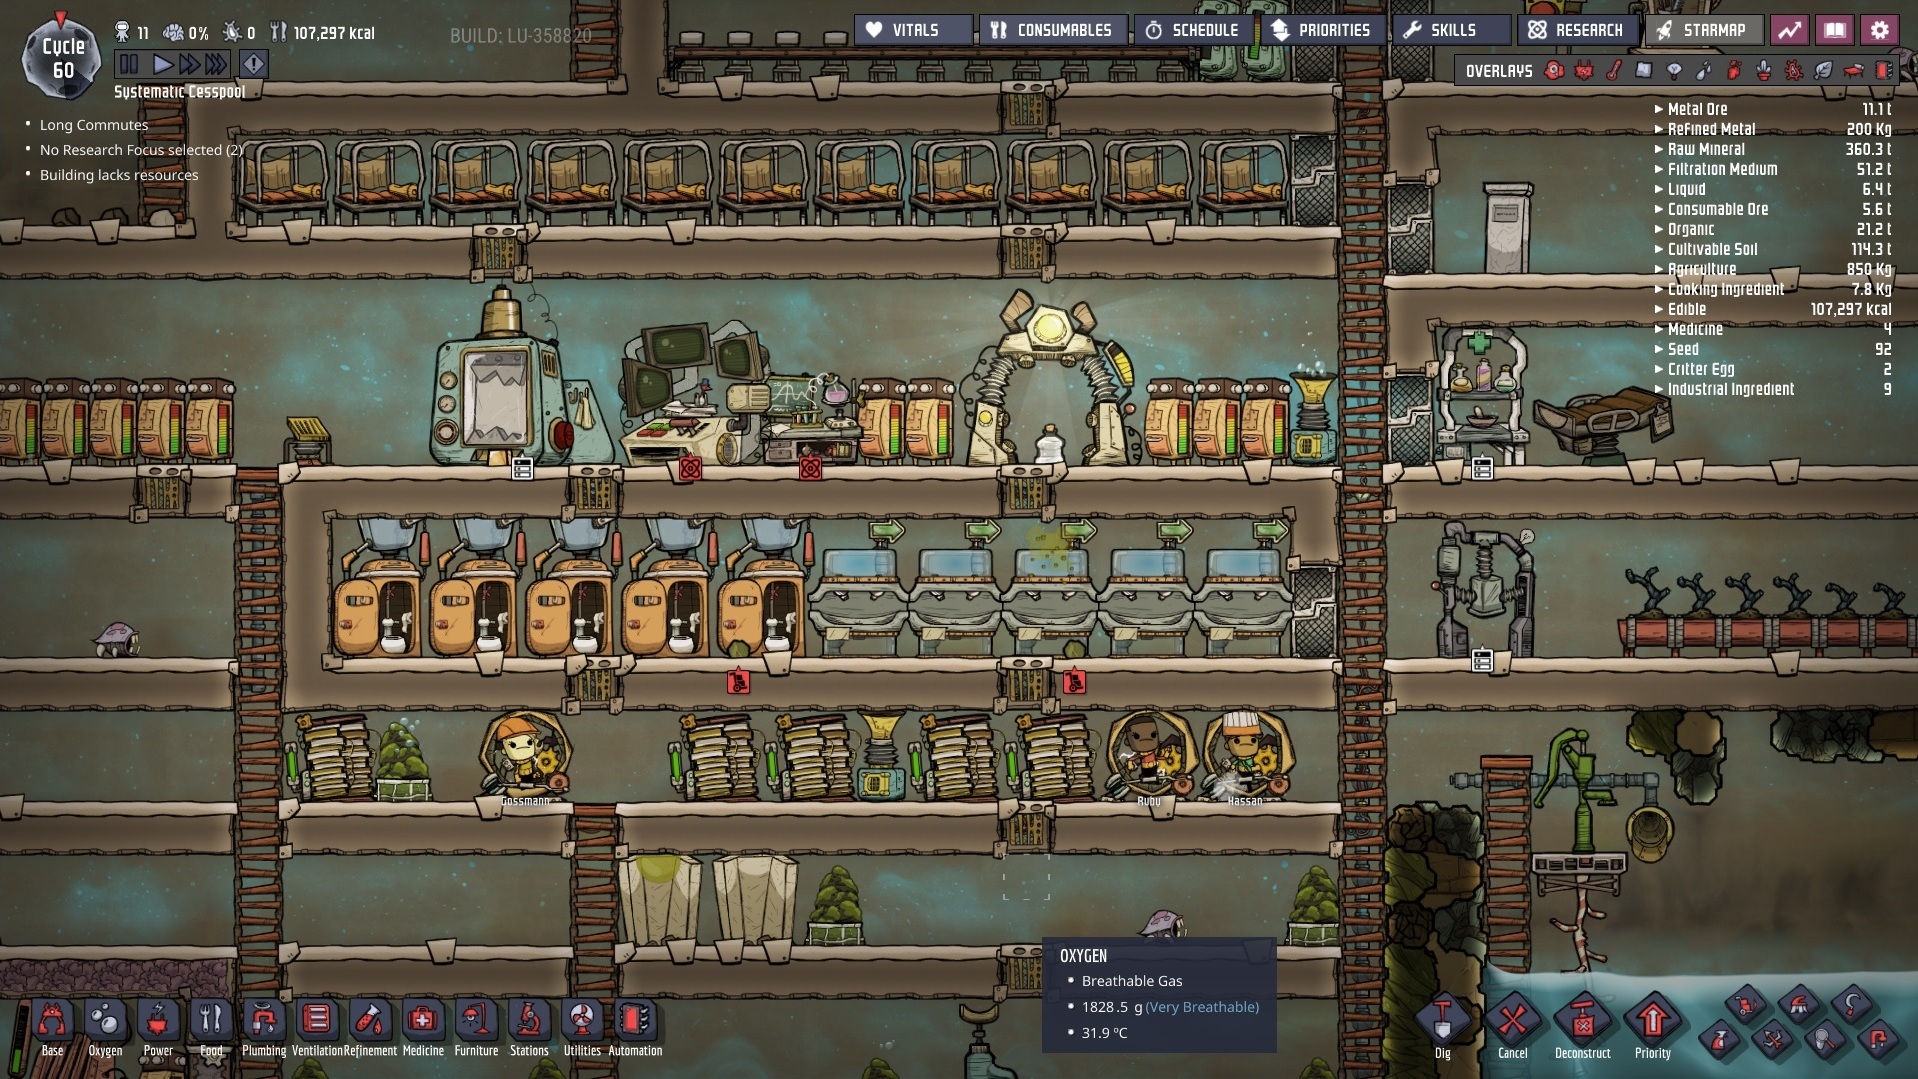 Cycle
60
11
0%
0
107,297 kcal
BUILD: LU-358820
Systematic Cesspool
• Long Commutes
• No Research Focus selected (2)
• Building lacks resources
VITALS
CONSUMABLES
SCHEDULE
PRIORITIES
SKILLS
RESEARCH
STARMAP
OVERLAYS
Metal Ore 11.1 t
Refined Metal 200 Kg
Raw Mineral 360.3 t
Filtration Medium 51.2 t
Liquid 6.4 t
Consumable Ore 5.6 t
Organic 21.2 t
Cultivable Soil 114.3 t
Agriculture 850 Kg
Cooking Ingredient 7.8 Kg
Edible 107,297 kcal
Medicine 4
Seed 92
Critter Egg 2
Industrial Ingredient 9
Gossmann
Ruby
Hassan
OXYGEN
• Breathable Gas
• 1828.5 g (Very Breathable)
• 31.9 ºC
Base
Oxygen
Power
Food
Plumbing
Ventilation
Refinement
Medicine
Furniture
Stations
Utilities
Automation
Dig
Cancel
Deconstruct
Priority